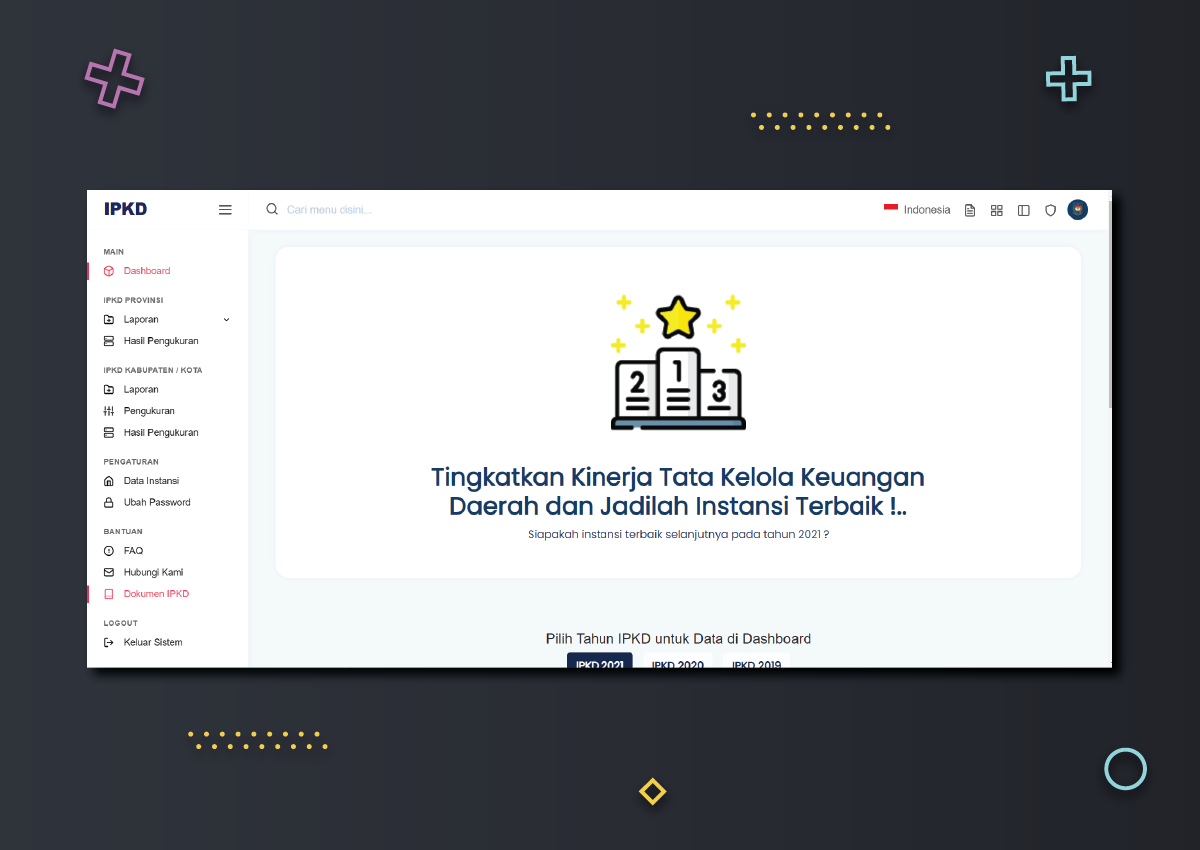 IPKD
Cari menu disini...
Indonesia
MAIN
Dashboard
IPKD PROVINSI
Laporan
Hasil Pengukuran
IPKD KABUPATEN / KOTA
Laporan
Pengukuran
Hasil Pengukuran
PENGATURAN
Data Instansi
Ubah Password
BANTUAN
FAQ
Hubungi Kami
Dokumen IPKD
LOGOUT
Keluar Sistem
2 1 3
Tingkatkan Kinerja Tata Kelola Keuangan
Daerah dan Jadilah Instansi Terbaik !..
Siapakah instansi terbaik selanjutnya pada tahun 2021 ?
Pilih Tahun IPKD untuk Data di Dashboard
IPKD 2021 IPKD 2020 IPKD 2019